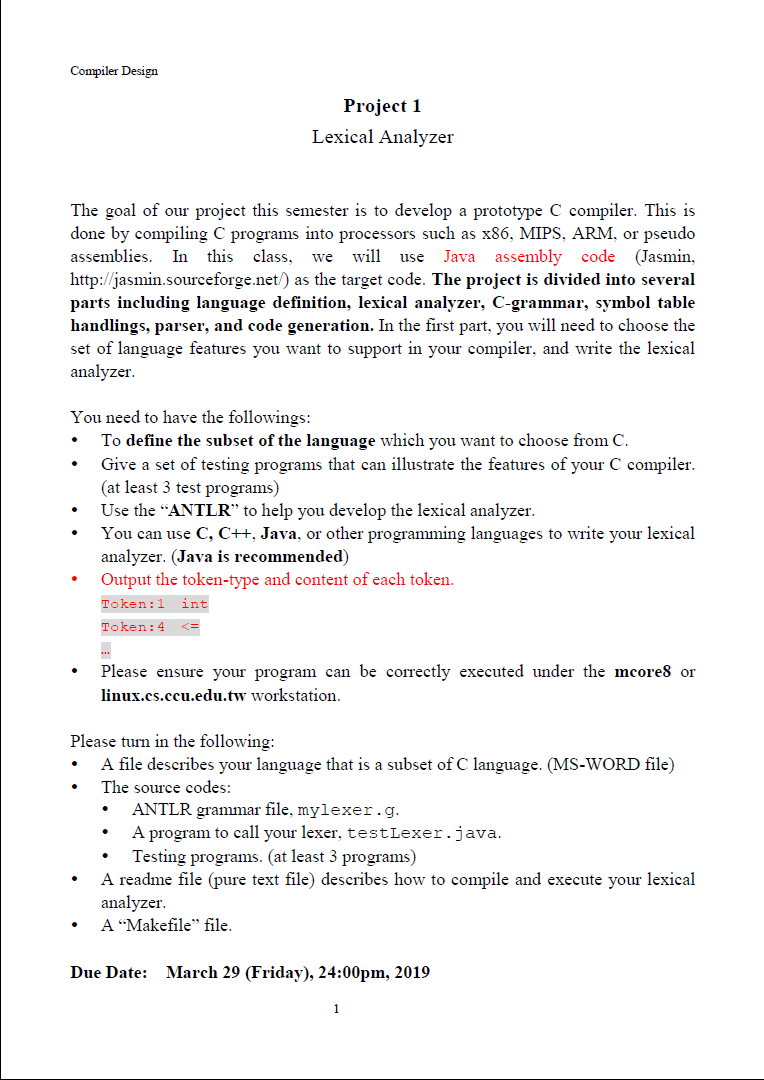 Compiler Design
Project 1
Lexical Analyzer
The goal of our project this semester is to develop a prototype C compiler. This is
done by compiling C programs into processors such as x86, MIPS, ARM, or pseudo
assemblies. In this class, we will use Java assembly code (Jasmin,
http://jasmin.sourceforge.net/) as the target code. The project is divided into several
parts including language definition, lexical analyzer, C-grammar, symbol table
handlings, parser, and code generation. In the first part, you will need to choose the
set of language features you want to support in your compiler, and write the lexical
analyzer.
You need to have the followings:
• To define the subset of the language which you want to choose from C.
• Give a set of testing programs that can illustrate the features of your C compiler.
(at least 3 test programs)
• Use the “ANTLR” to help you develop the lexical analyzer.
• You can use C, C++, Java, or other programming languages to write your lexical
analyzer. (Java is recommended)
• Output the token-type and content of each token.
Token:1 int
Token:4 <=
…
• Please ensure your program can be correctly executed under the mcore8 or
linux.cs.ccu.edu.tw workstation.
Please turn in the following:
• A file describes your language that is a subset of C language. (MS-WORD file)
• The source codes:
• ANTLR grammar file, mylexer.g.
• A program to call your lexer, testLexer.java.
• Testing programs. (at least 3 programs)
• A readme file (pure text file) describes how to compile and execute your lexical
analyzer.
• A “Makefile” file.
Due Date: March 29 (Friday), 24:00pm, 2019
1